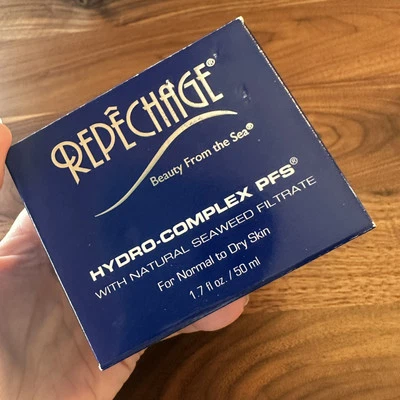 REPÊCHAGE®
Beauty From the Sea®
HYDRO-COMPLEX PFS®
WITH NATURAL SEAWEED FILTRATE
For Normal to Dry Skin
1.7 fl oz. / 50 ml